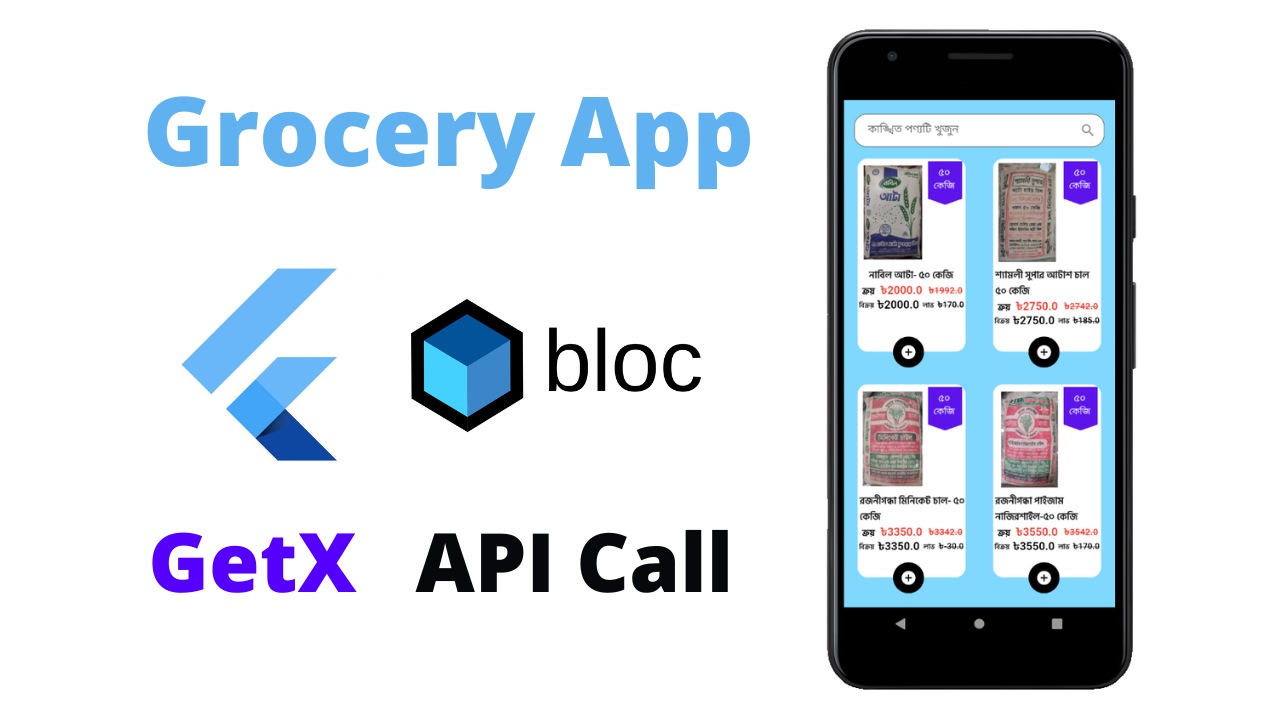 Grocery App
bloc
GetX API Call
কাঙ্খিত পণ্যটি খুজুন
৫০
কেজি
আটা
নাবিল আটা- ৫০ কেজি
ক্রয় ৳2000.0 ৳1992.0
বিক্রয় ৳2000.0 লাভ ৳170.0
৫০
কেজি
শ্যামলী সুপার আটাশ চাল
৫০ কেজি
ক্রয় ৳2750.0 ৳2742.0
বিক্রয় ৳2750.0 লাভ ৳185.0
৫০
কেজি
রজনীগন্ধা মিনিকেট চাল- ৫০
কেজি
ক্রয় ৳3350.0 ৳3342.0
বিক্রয় ৳3350.0 লাভ ৳-30.0
৫০
কেজি
রজনীগন্ধা পাইজাম
নাজিরশাইল-৫০ কেজি
ক্রয় ৳3550.0 ৳3542.0
বিক্রয় ৳3550.0 লাভ ৳170.0